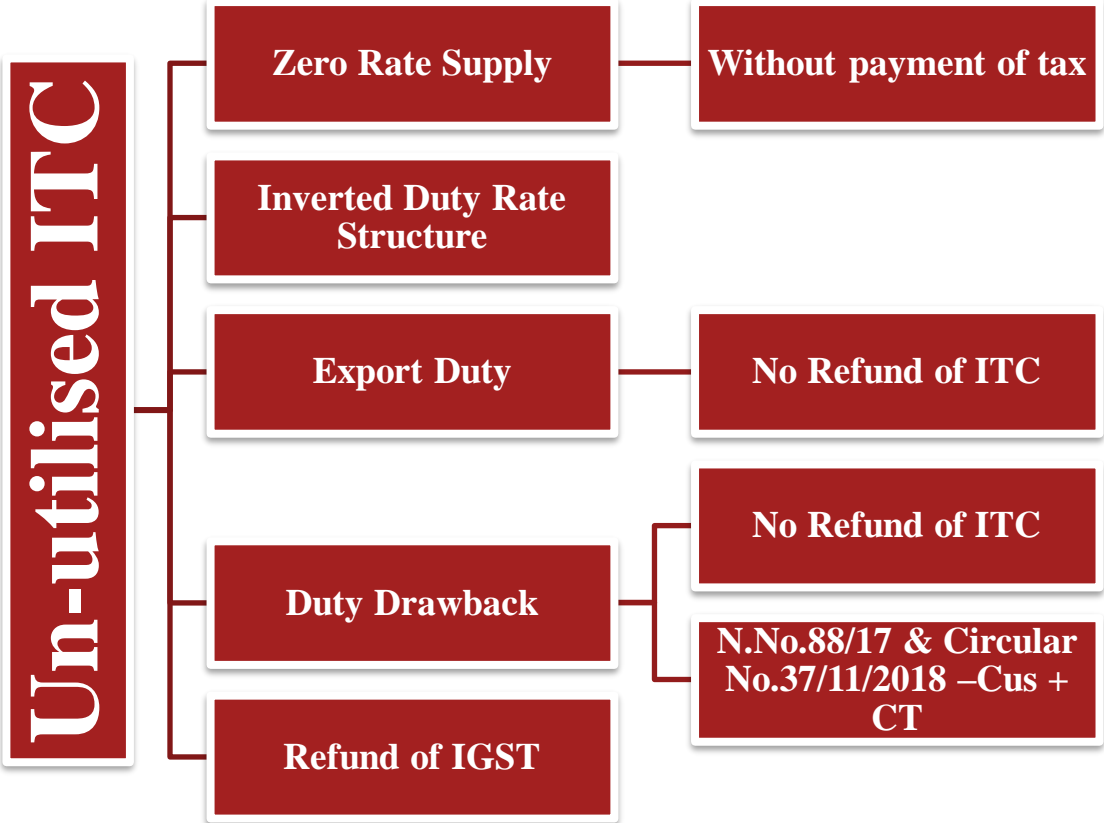 Un-utilised ITC
Zero Rate Supply
Without payment of tax
Inverted Duty Rate
Structure
Export Duty
No Refund of ITC
Duty Drawback
No Refund of ITC
N.No.88/17 & Circular
No.37/11/2018 –Cus +
CT
Refund of IGST